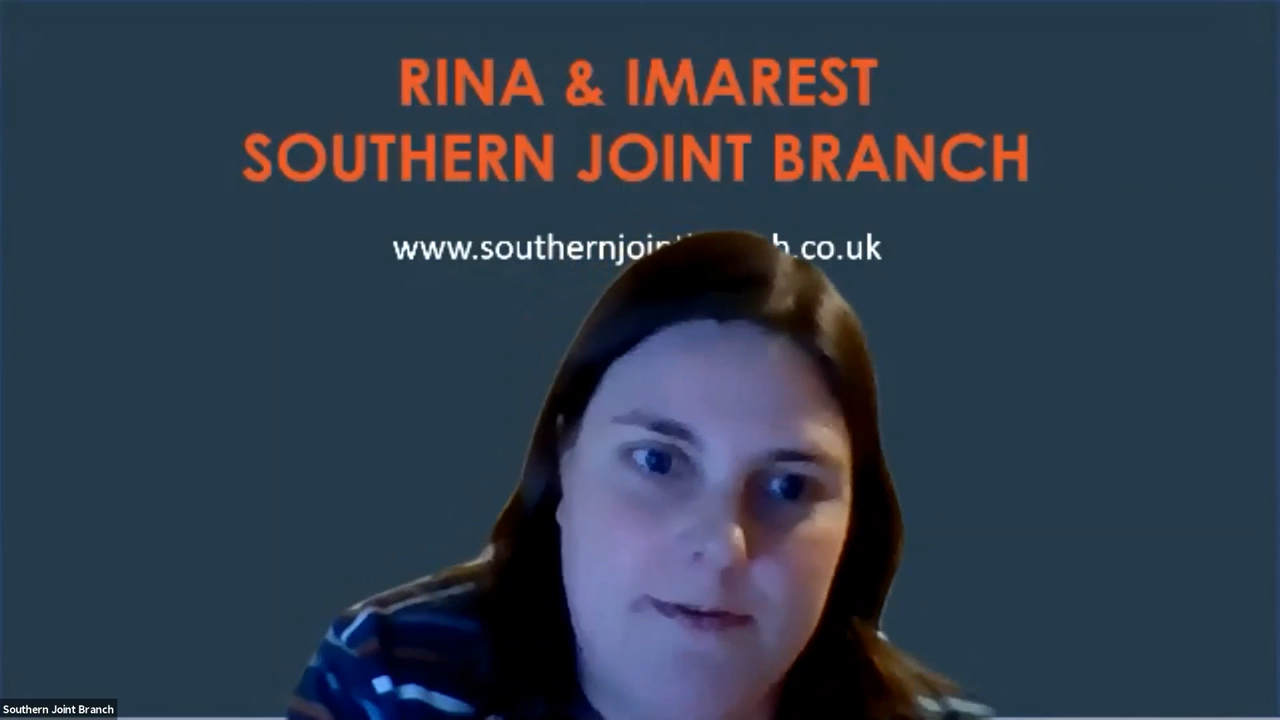 RINA & IMAREST
SOUTHERN JOINT BRANCH
www.southernjoin h.co.uk
Southern Joint Branch